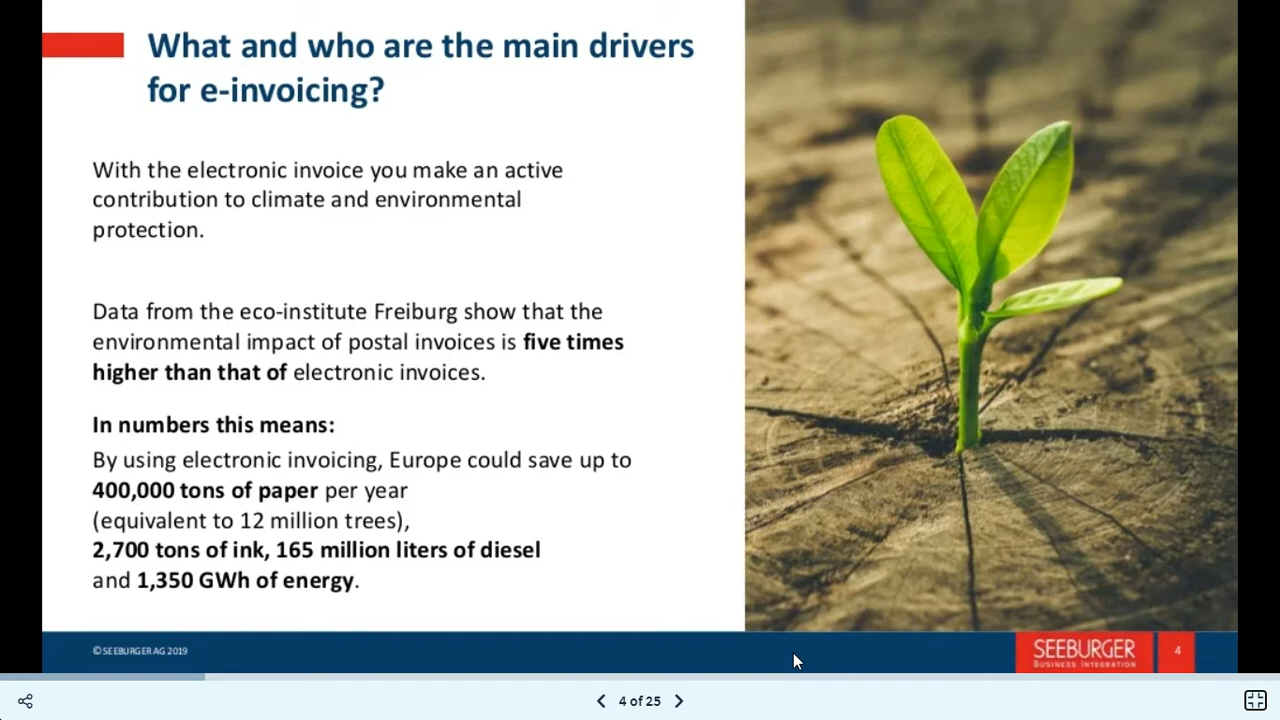 What and who are the main drivers
for e-invoicing?
With the electronic invoice you make an active
contribution to climate and environmental
protection.
Data from the eco-institute Freiburg show that the
environmental impact of postal invoices is five times
higher than that of electronic invoices.
In numbers this means:
By using electronic invoicing, Europe could save up to
400,000 tons of paper per year
(equivalent to 12 million trees),
2,700 tons of ink, 165 million liters of diesel
and 1,350 GWh of energy.
© SEEBURGER AG 2019
SEEBURGER
BUSINESS INTEGRATION
4
4 of 25